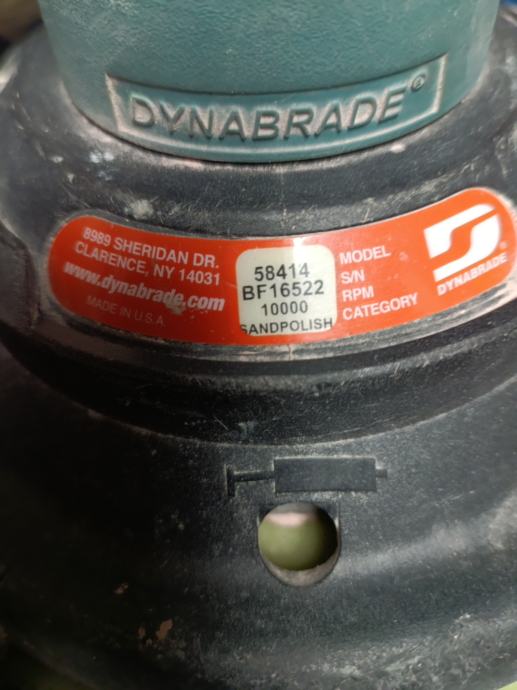 DYNABRADE®
8989 SHERIDAN DR.
CLARENCE, NY 14031
www.dynabrade.com
MADE IN U.S.A.
58414
BF16522
10000
SANDPOLISH
MODEL
S/N
RPM
CATEGORY
DYNABRADE